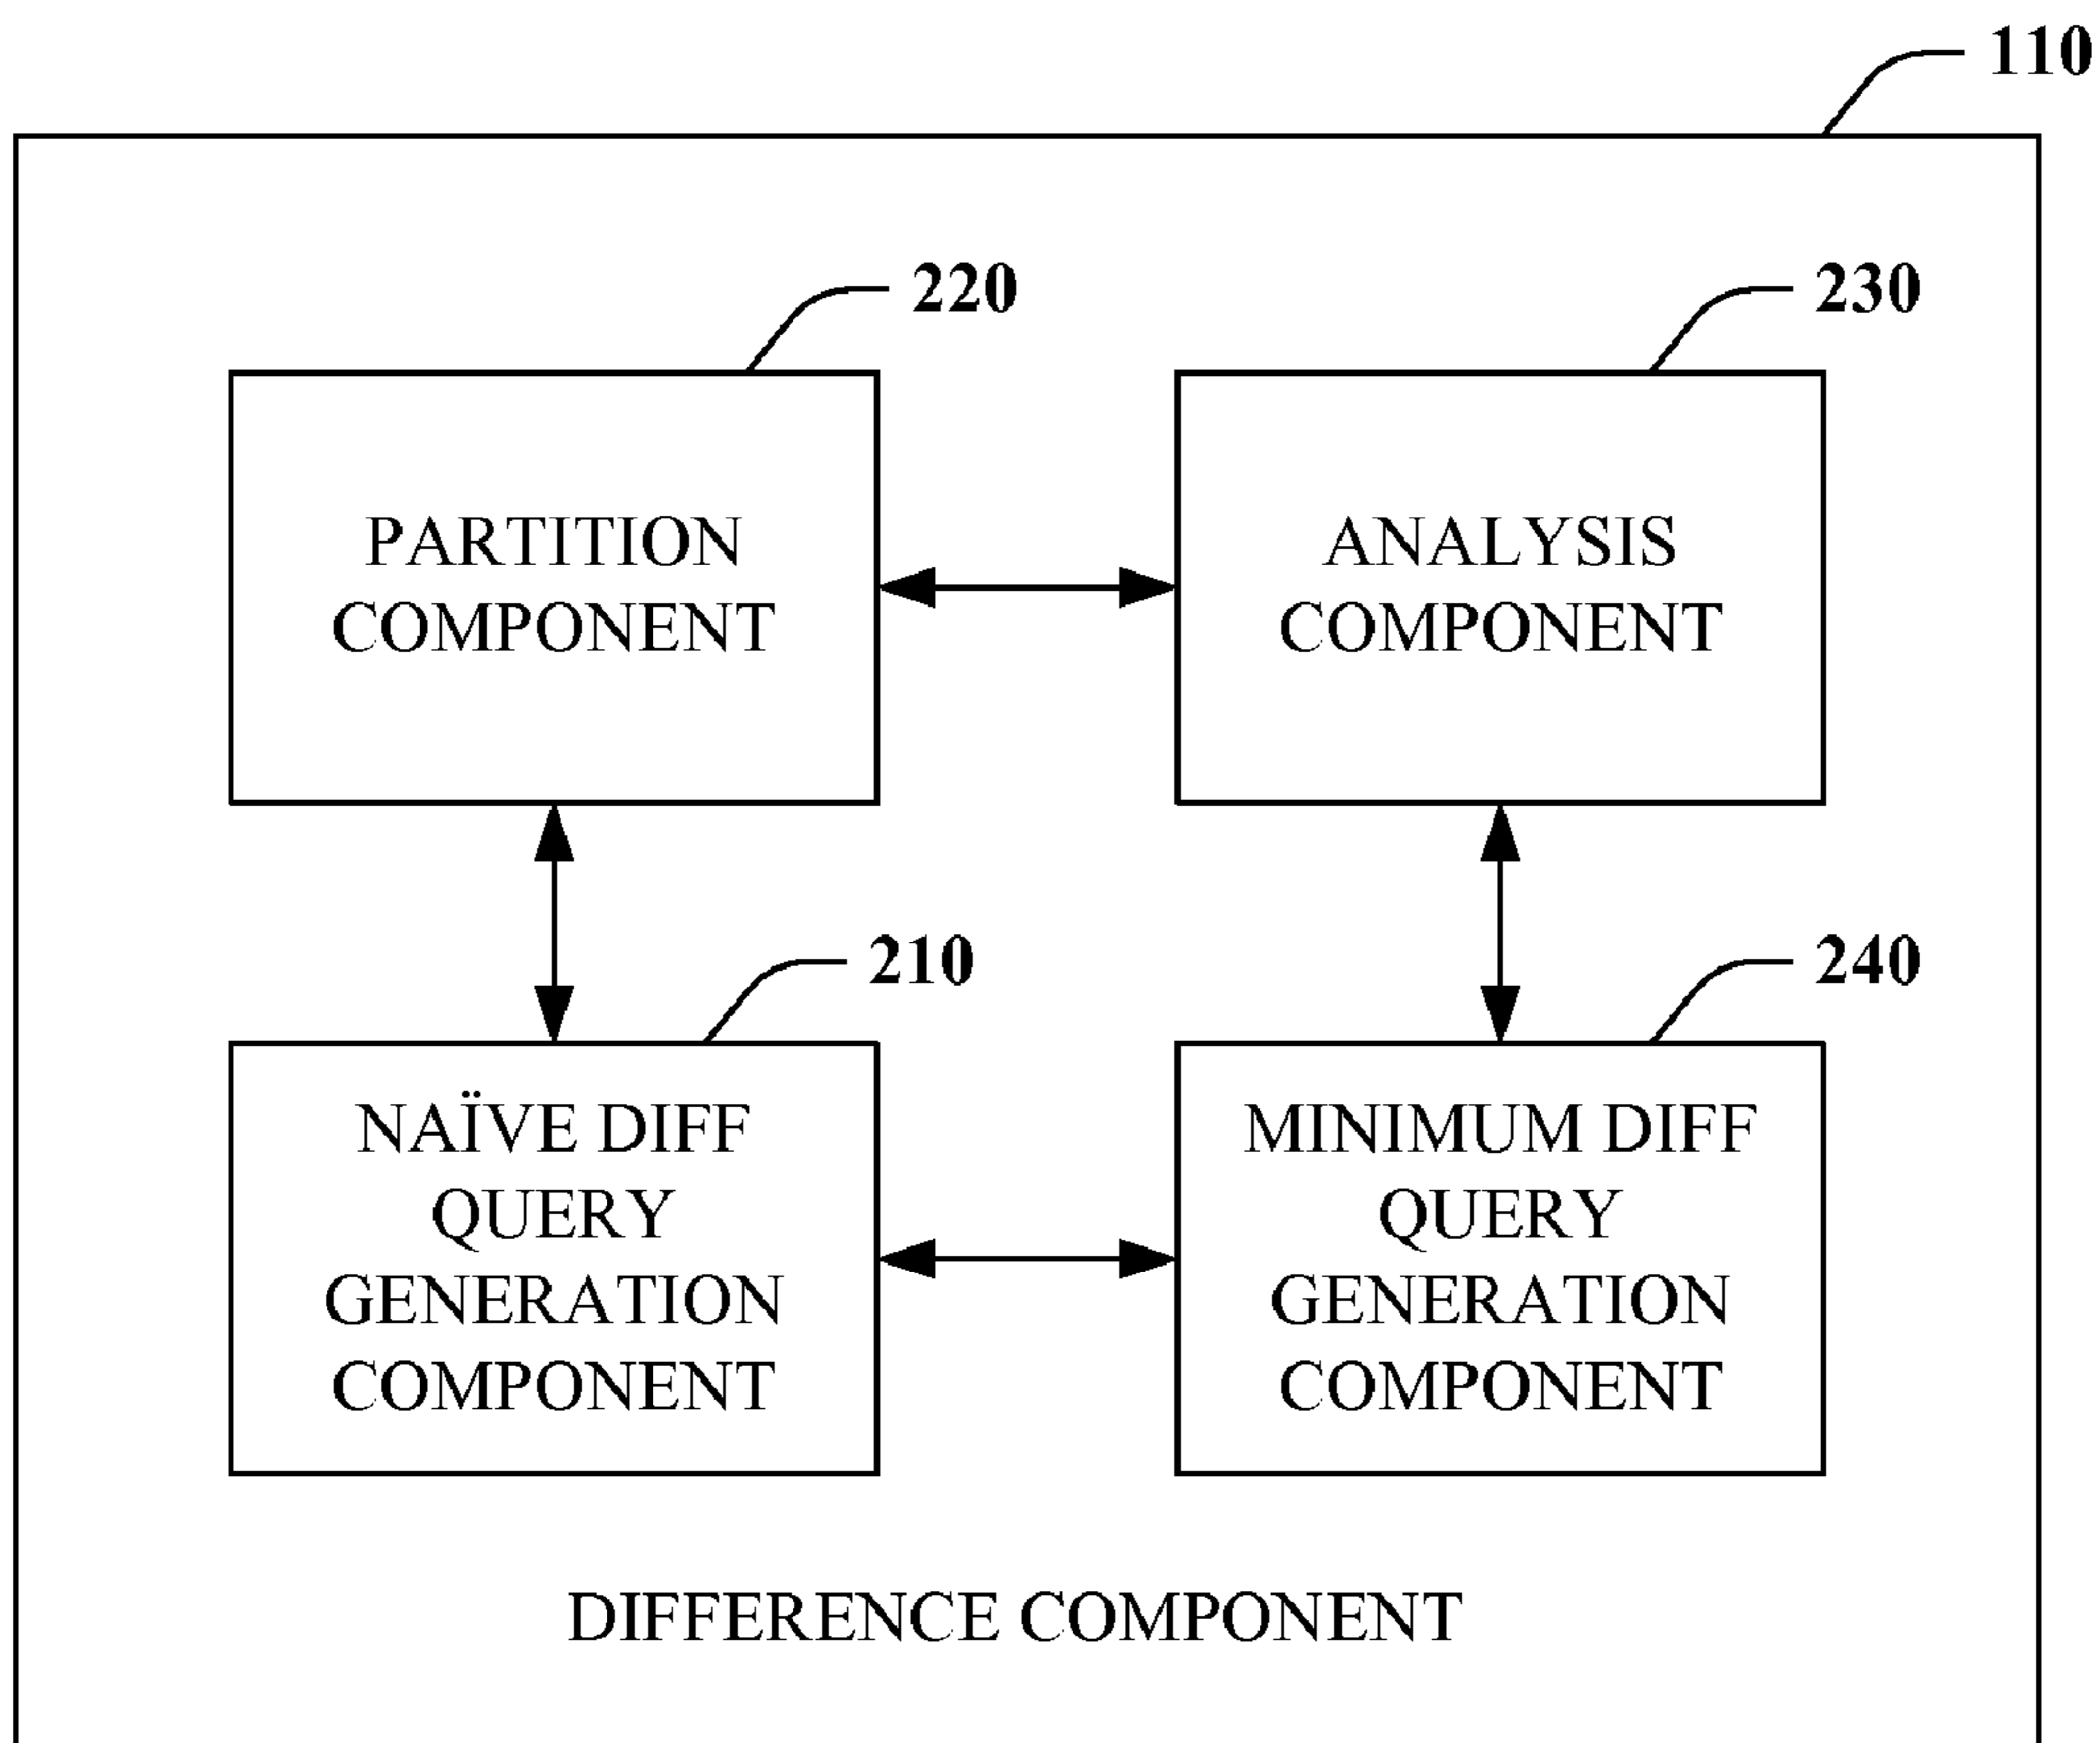 110
220
230
PARTITION
COMPONENT
ANALYSIS
COMPONENT
210
240
NAÏVE DIFF
QUERY
GENERATION
COMPONENT
MINIMUM DIFF
QUERY
GENERATION
COMPONENT
DIFFERENCE COMPONENT